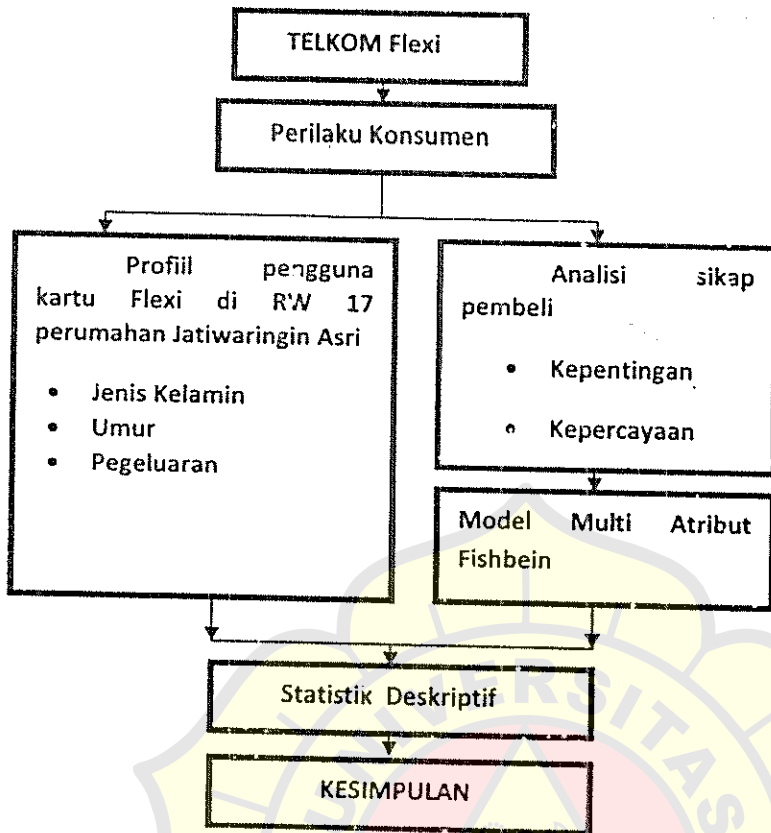 TELKOM Flexi
Perilaku Konsumen
Profiil pengguna
kartu Flexi di RW 17
perumahan Jatiwaringin Asri
• Jenis Kelamin
• Umur
• Pegeluaran
Analisi sikap
pembeli
• Kepentingan
• Kepercayaan
Model Multi Atribut
Fishbein
Statistik Deskriptif
KESIMPULAN
UNIVERSITAS